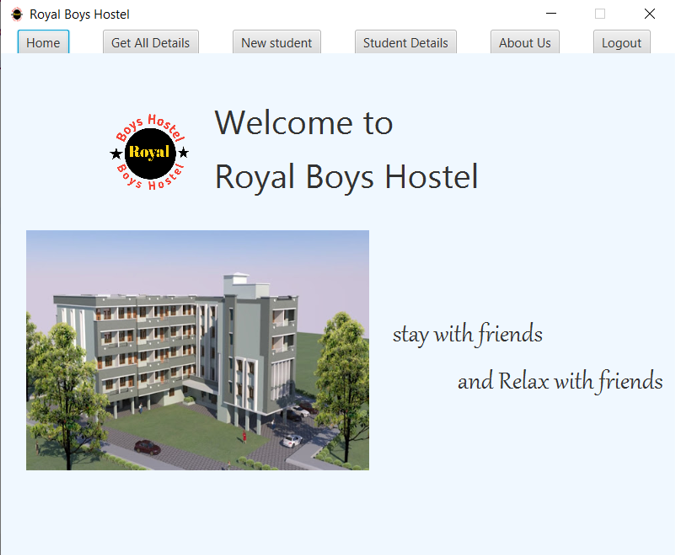 Royal Boys Hostel
Home Get All Details New student Student Details About Us Logout
Boys Hostel
Royal
Boys Hostel
Welcome to
Royal Boys Hostel
stay with friends
and Relax with friends